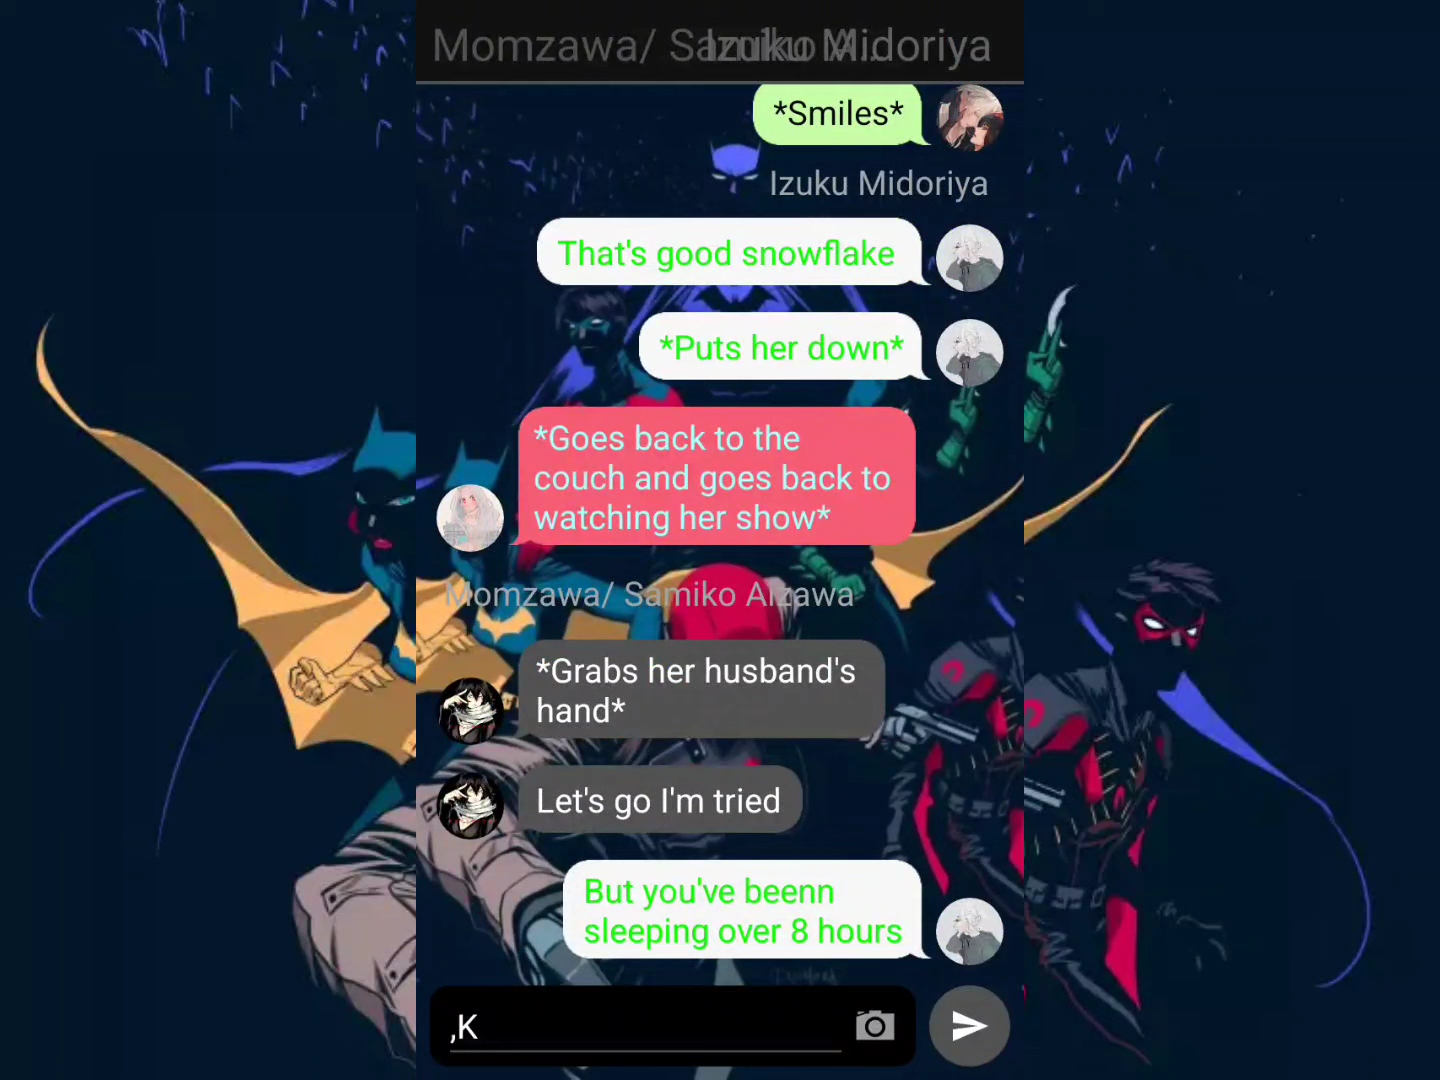 Momzawa/ Samiko A...
Izuku Midoriya
*Smiles*
Izuku Midoriya
That's good snowflake
*Puts her down*
*Goes back to the
couch and goes back to
watching her show*
Momzawa/ Samiko Aizawa
*Grabs her husband's
hand*
Let's go I'm tried
But you've beenn
sleeping over 8 hours
,K